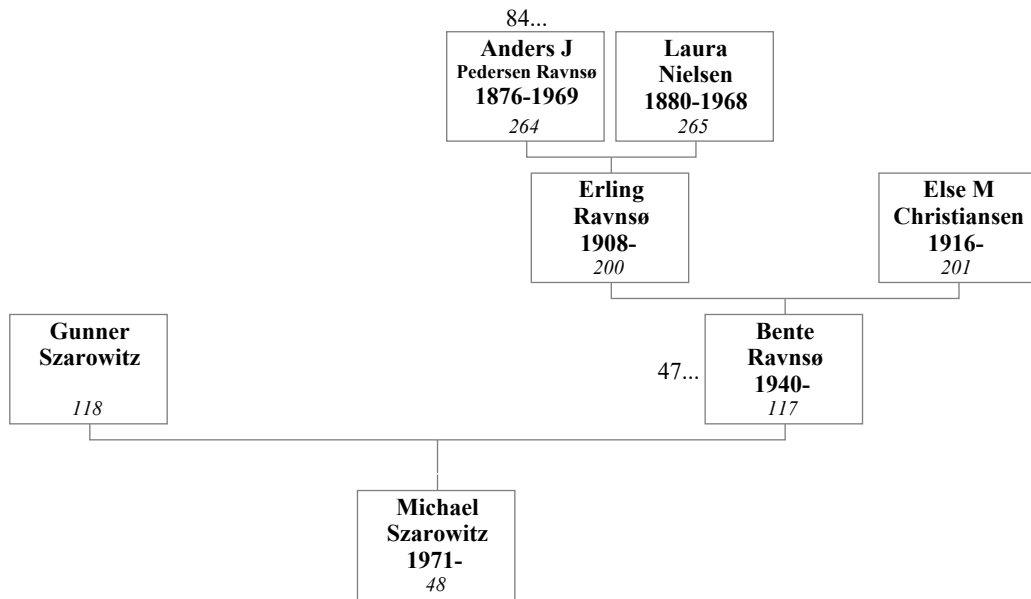 84...
Anders J
Pedersen Ravnsø
1876-1969
264
Laura
Nielsen
1880-1968
265
Erling
Ravnsø
1908-
200
Else M
Christiansen
1916-
201
Gunner
Szarowitz
118
47...
Bente
Ravnsø
1940-
117
Michael
Szarowitz
1971-
48